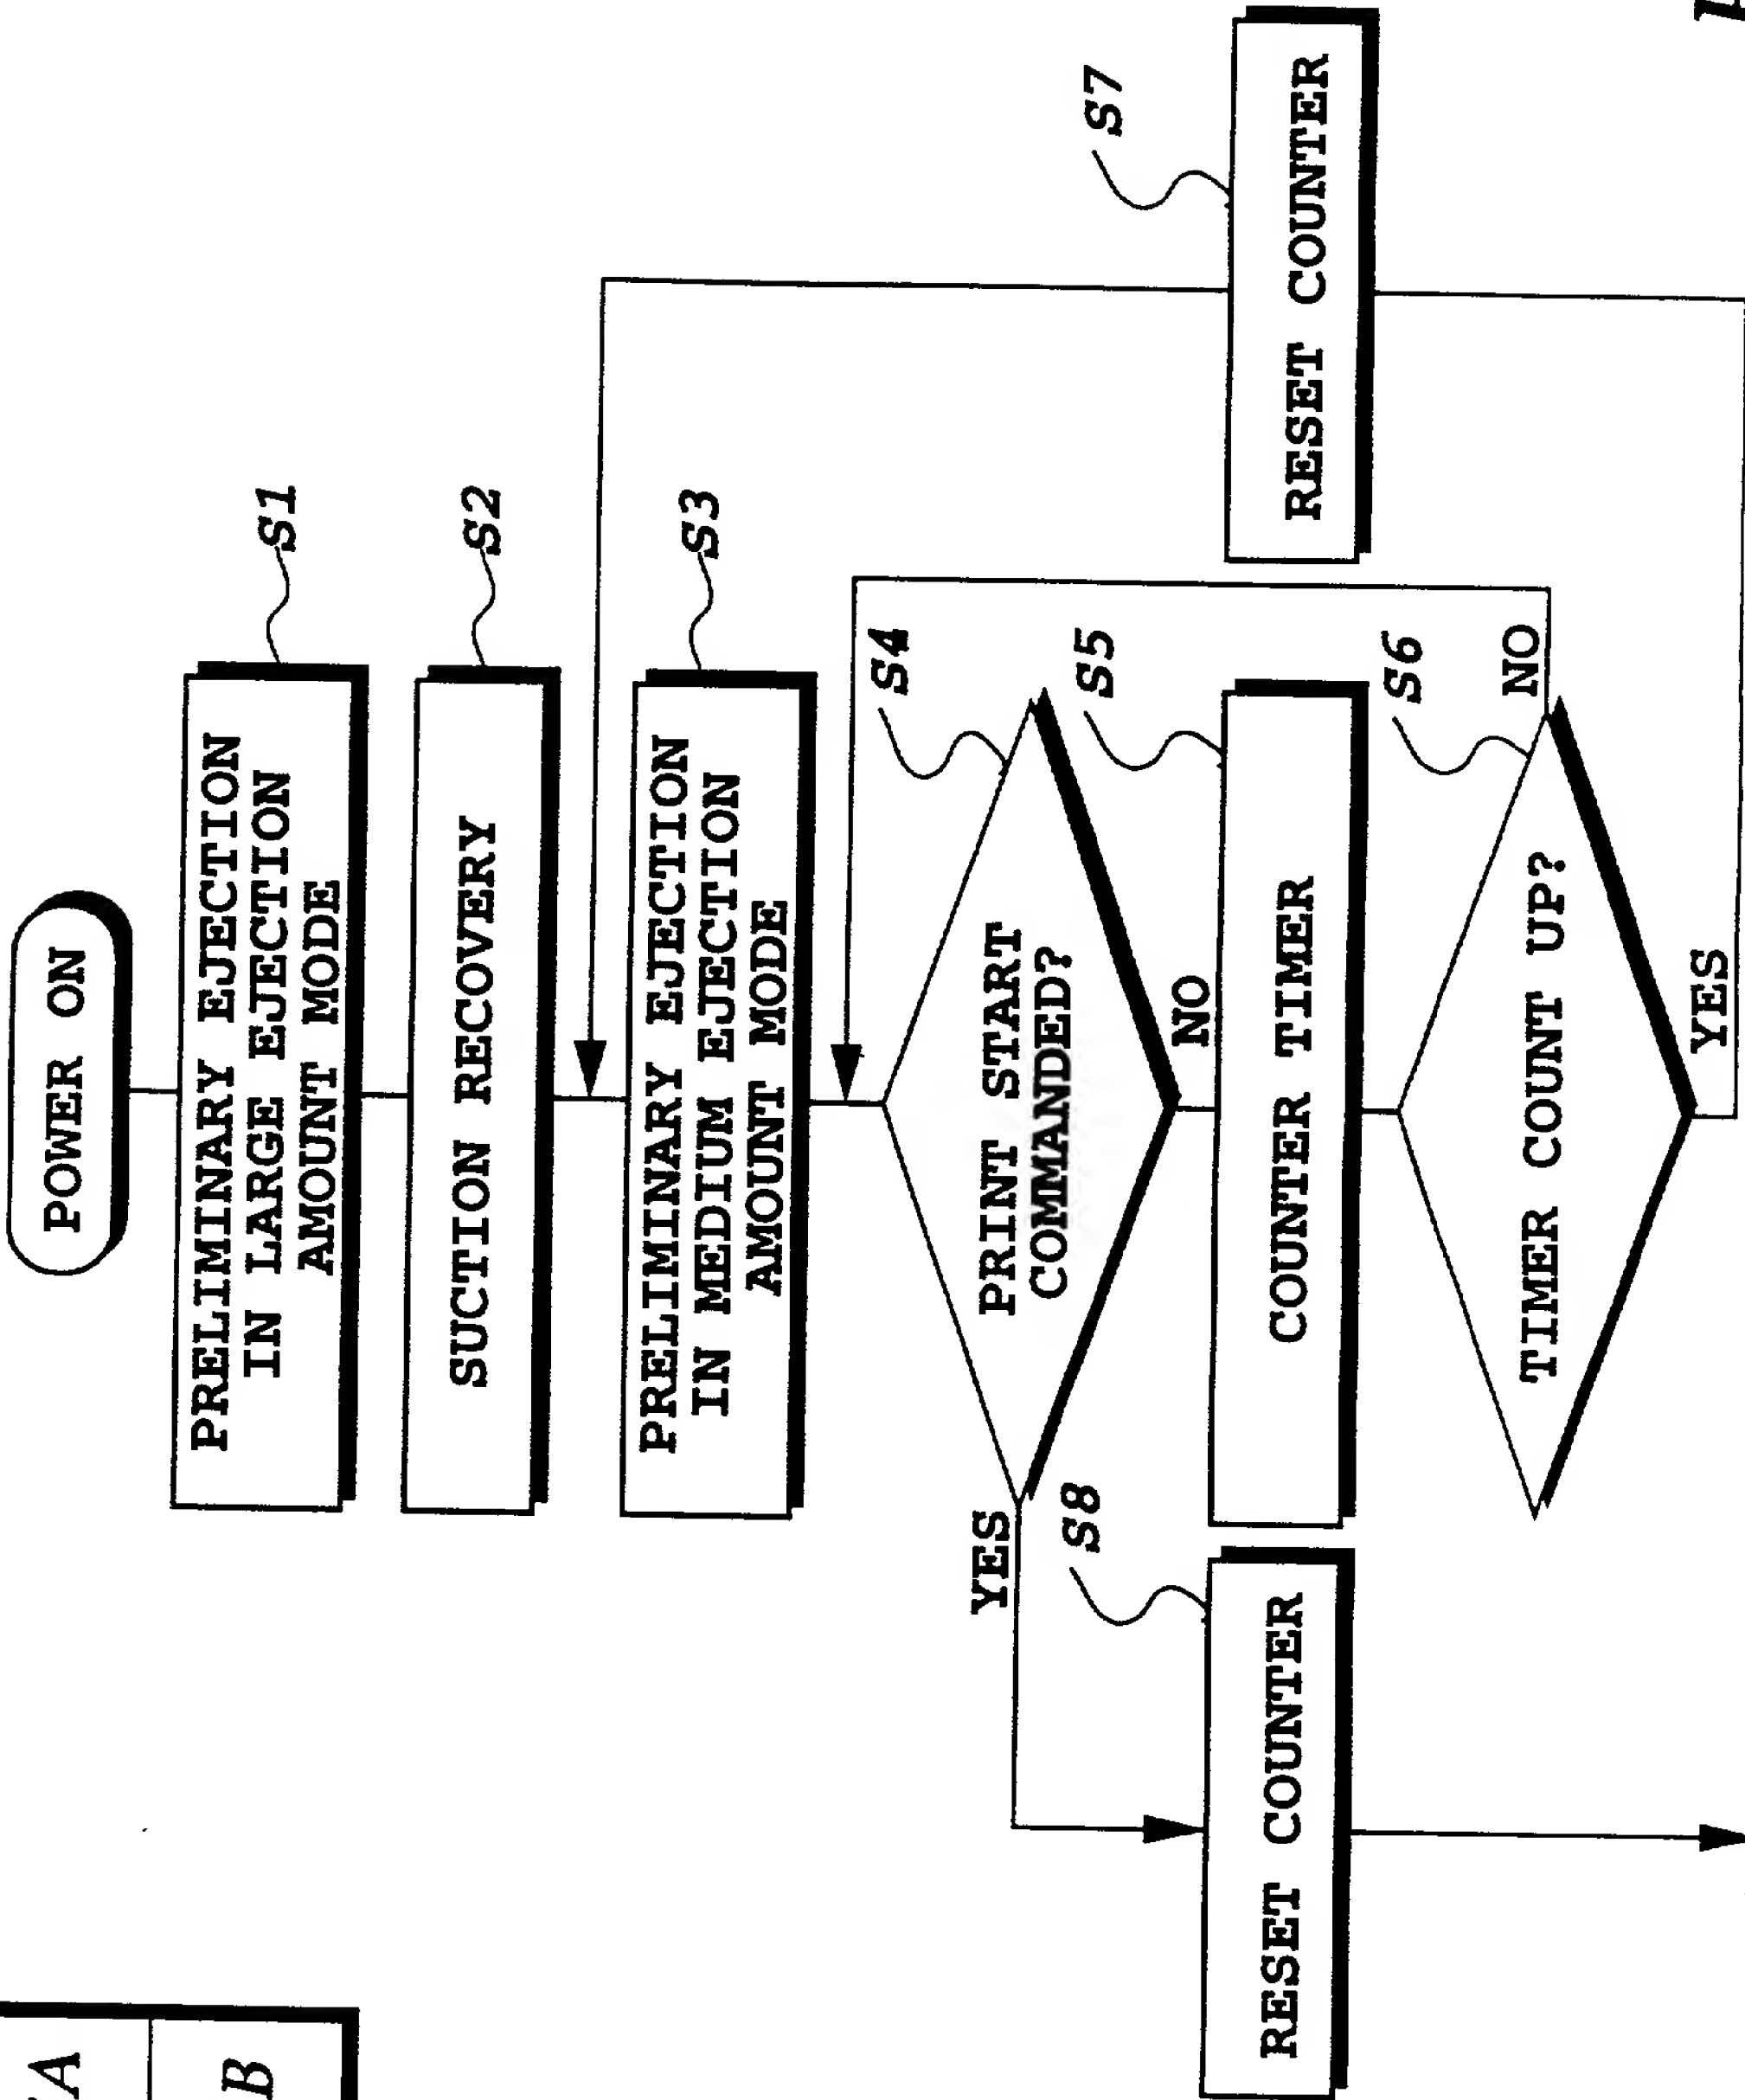 POWER ON
PRELIMINARY EJECTION
IN LARGE EJECTION
AMOUNT MODE
S1
SUCTION RECOVERY
S2
PRELIMINARY EJECTION
IN MEDIUM EJECTION
AMOUNT MODE
S3
PRINT START
COMMANDED?
S4
YES
NO
COUNTER TIMER
S5
TIMER COUNT UP?
S6
NO
YES
RESET COUNTER
S7
RESET COUNTER
S8
A
B